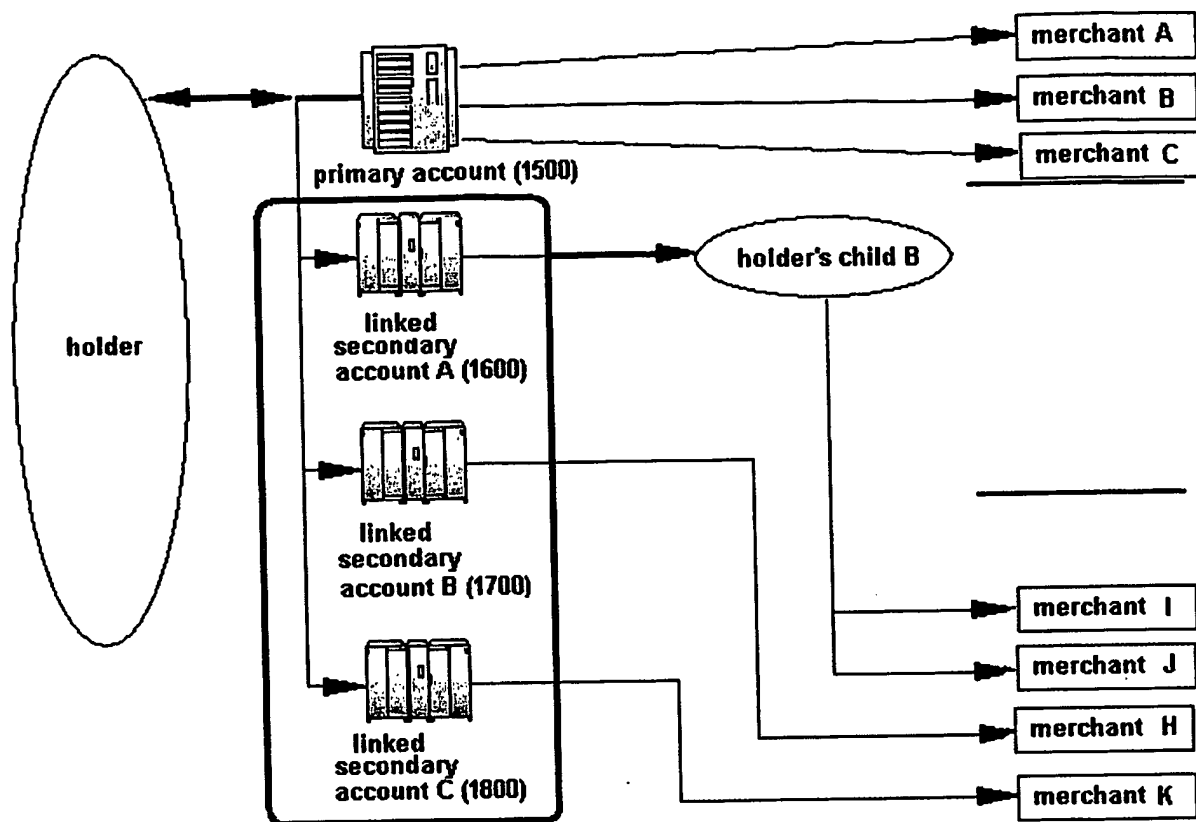 merchant A
merchant B
merchant C
primary account (1500)
holder's child B
holder
linked
secondary
account A (1600)
linked
secondary
account B (1700)
merchant I
merchant J
merchant H
linked
secondary
account C (1800)
merchant K